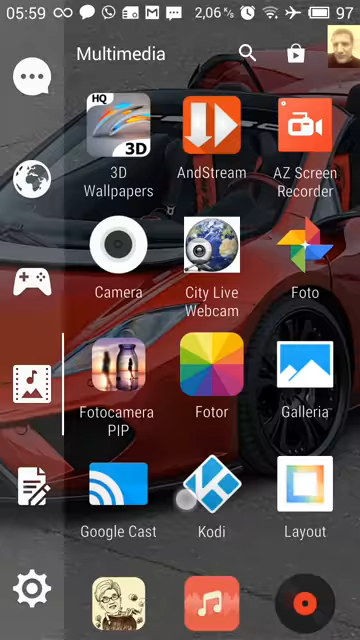 05:59
2,06 K/s
97
Multimedia
HQ
3D
3D Wallpapers
AndStream
AZ Screen Recorder
Camera
City Live Webcam
Foto
Fotocamera PIP
Fotor
Galleria
Google Cast
Kodi
Layout